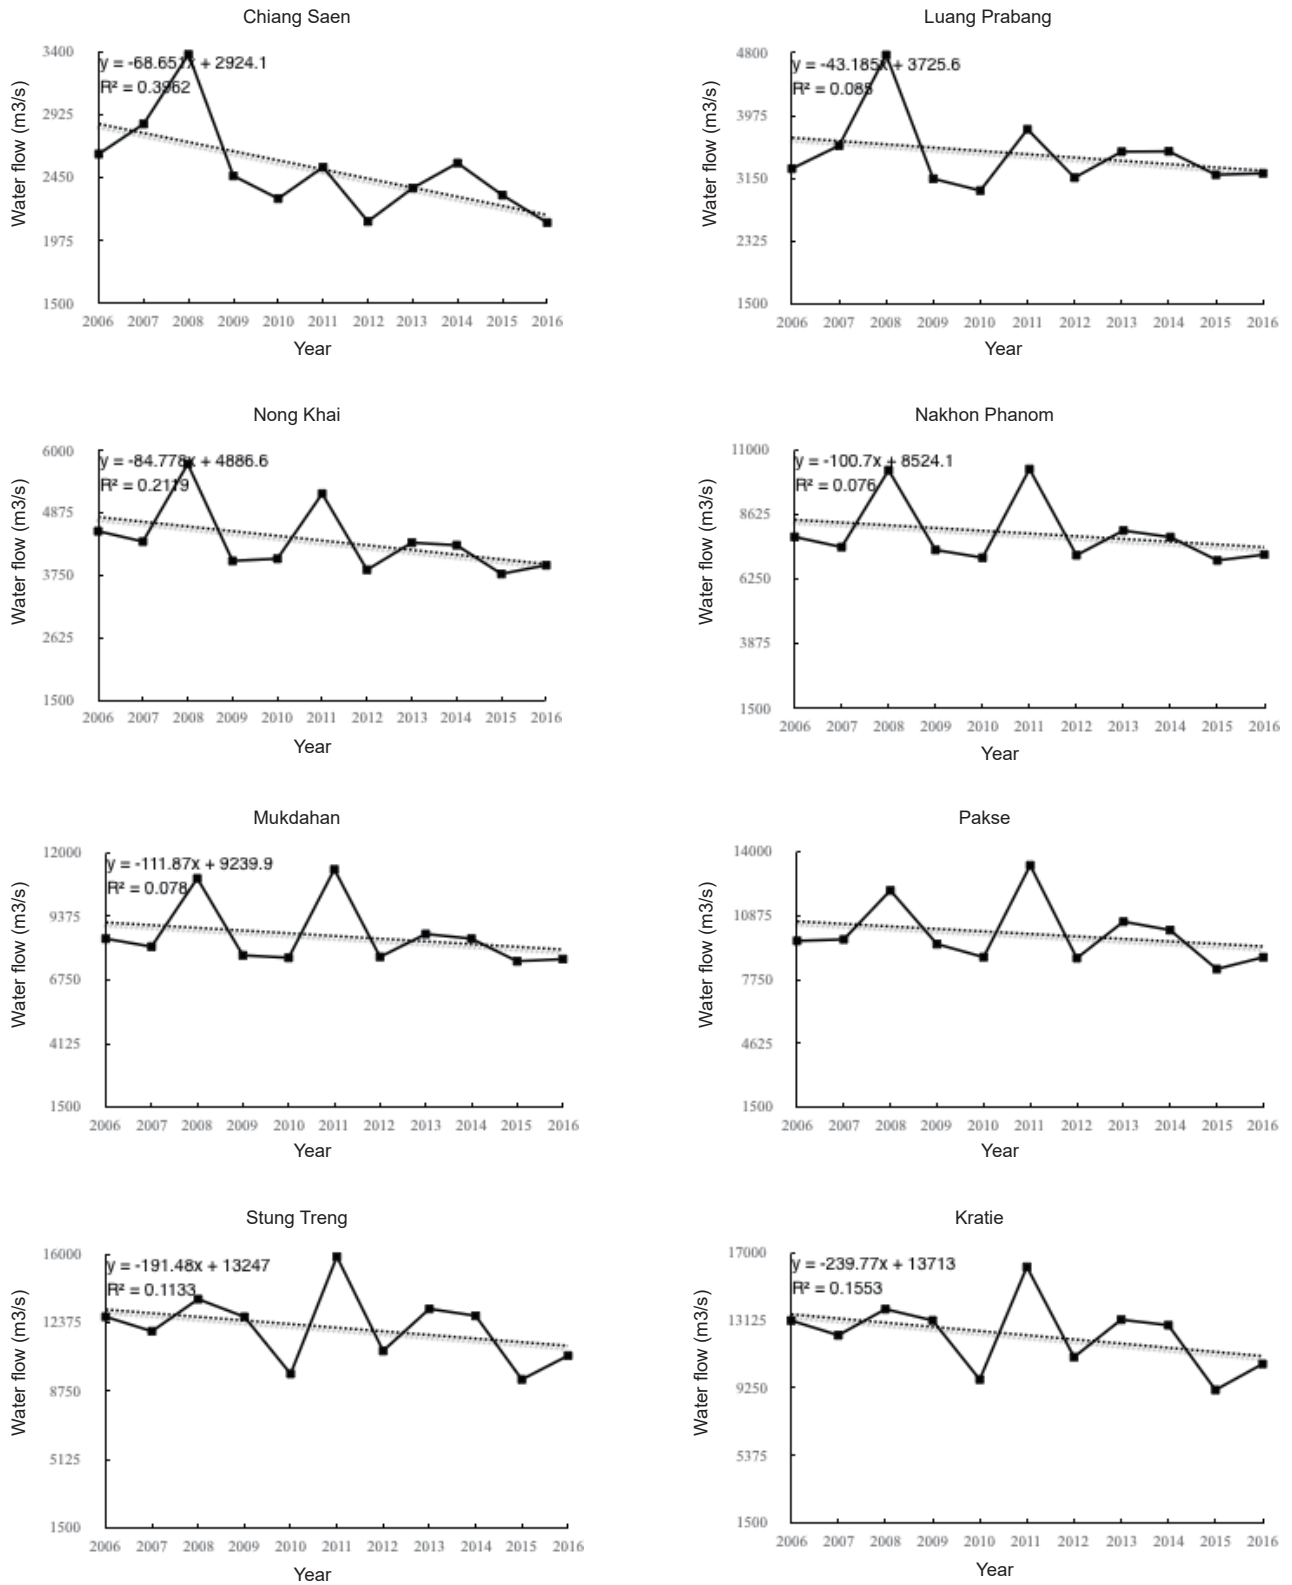 Chiang Saen
Water flow (m3/s)
3400
2925
2450
1975
1500
y = -68.651x + 2924.1
R² = 0.3962
2006 2007 2008 2009 2010 2011 2012 2013 2014 2015 2016
Year
Luang Prabang
Water flow (m3/s)
4800
3975
3150
2325
1500
y = -43.185x + 3725.6
R² = 0.085
2006 2007 2008 2009 2010 2011 2012 2013 2014 2015 2016
Year
Nong Khai
Water flow (m3/s)
6000
4875
3750
2625
1500
y = -84.778x + 4886.6
R² = 0.2119
2006 2007 2008 2009 2010 2011 2012 2013 2014 2015 2016
Year
Nakhon Phanom
Water flow (m3/s)
11000
8625
6250
3875
1500
y = -100.7x + 8524.1
R² = 0.076
2006 2007 2008 2009 2010 2011 2012 2013 2014 2015 2016
Year
Mukdahan
Water flow (m3/s)
12000
9375
6750
4125
1500
y = -111.87x + 9239.9
R² = 0.078
2006 2007 2008 2009 2010 2011 2012 2013 2014 2015 2016
Year
Pakse
Water flow (m3/s)
14000
10875
7750
4625
1500
2006 2007 2008 2009 2010 2011 2012 2013 2014 2015 2016
Year
Stung Treng
Water flow (m3/s)
16000
12375
8750
5125
1500
y = -191.48x + 13247
R² = 0.1133
2006 2007 2008 2009 2010 2011 2012 2013 2014 2015 2016
Year
Kratie
Water flow (m3/s)
17000
13125
9250
5375
1500
y = -239.77x + 13713
R² = 0.1553
2006 2007 2008 2009 2010 2011 2012 2013 2014 2015 2016
Year